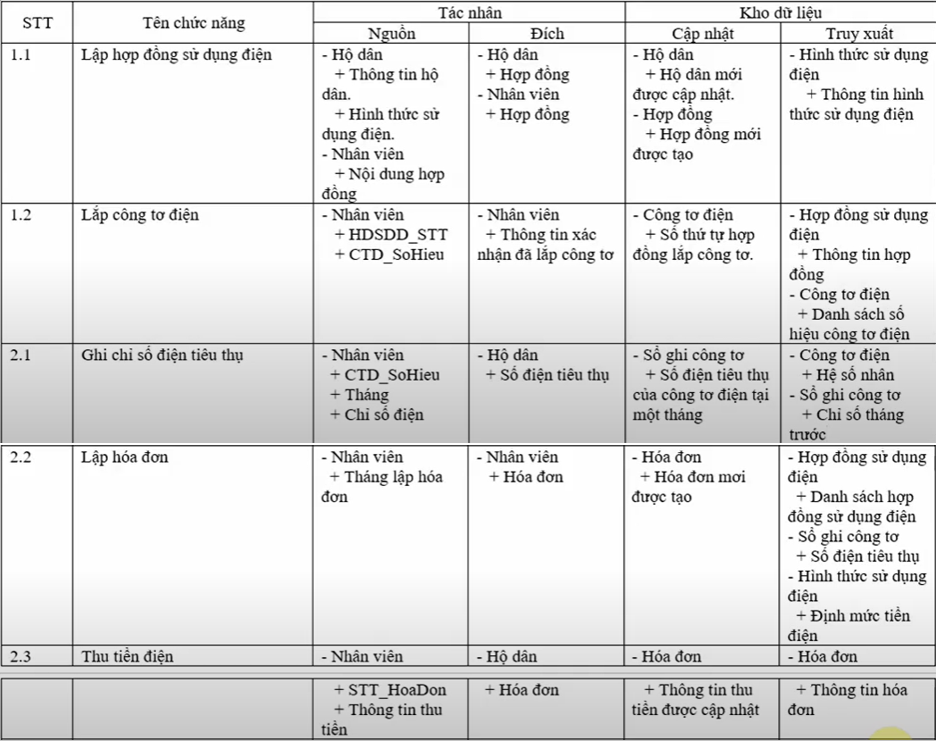 STT
Tên chức năng
Tác nhân
Kho dữ liệu
Nguồn
Đích
Cập nhật
Truy xuất
1.1
Lập hợp đồng sử dụng điện
- Hộ dân
+ Thông tin hộ
dân.
+ Hình thức sử
dụng điện.
- Nhân viên
+ Nội dung hợp
đồng
- Hộ dân
+ Hợp đồng
- Nhân viên
+ Hợp đồng
- Hộ dân
+ Hộ dân mới
được cập nhật.
- Hợp đồng
+ Hợp đồng mới
được tạo
- Hình thức sử dụng
điện
+ Thông tin hình
thức sử dụng điện
1.2
Lắp công tơ điện
- Nhân viên
+ HDSDD_STT
+ CTD_SoHieu
- Nhân viên
+ Thông tin xác
nhận đã lắp công tơ
- Công tơ điện
+ Số thứ tự hợp
đồng lắp công tơ.
- Hợp đồng sử dụng
điện
+ Thông tin hợp
đồng
- Công tơ điện
+ Danh sách số
hiệu công tơ điện
2.1
Ghi chỉ số điện tiêu thụ
- Nhân viên
+ CTD_SoHieu
+ Tháng
+ Chỉ số điện
- Hộ dân
+ Số điện tiêu thụ
- Sổ ghi công tơ
+ Số điện tiêu thụ
của công tơ điện tại
một tháng
- Công tơ điện
+ Hệ số nhân
- Sổ ghi công tơ
+ Chỉ số tháng
trước
2.2
Lập hóa đơn
- Nhân viên
+ Tháng lập hóa
đơn
- Nhân viên
+ Hóa đơn
- Hóa đơn
+ Hóa đơn mơi
được tạo
- Hợp đồng sử dụng
điện
+ Danh sách hợp
đồng sử dụng điện
- Sổ ghi công tơ
+ Số điện tiêu thụ
- Hình thức sử dụng
điện
+ Định mức tiền
điện
2.3
Thu tiền điện
- Nhân viên
- Hộ dân
- Hóa đơn
- Hóa đơn
+ STT_HoaDon
+ Thông tin thu
tiền
+ Hóa đơn
+ Thông tin thu
tiền được cập nhật
+ Thông tin hóa
đơn